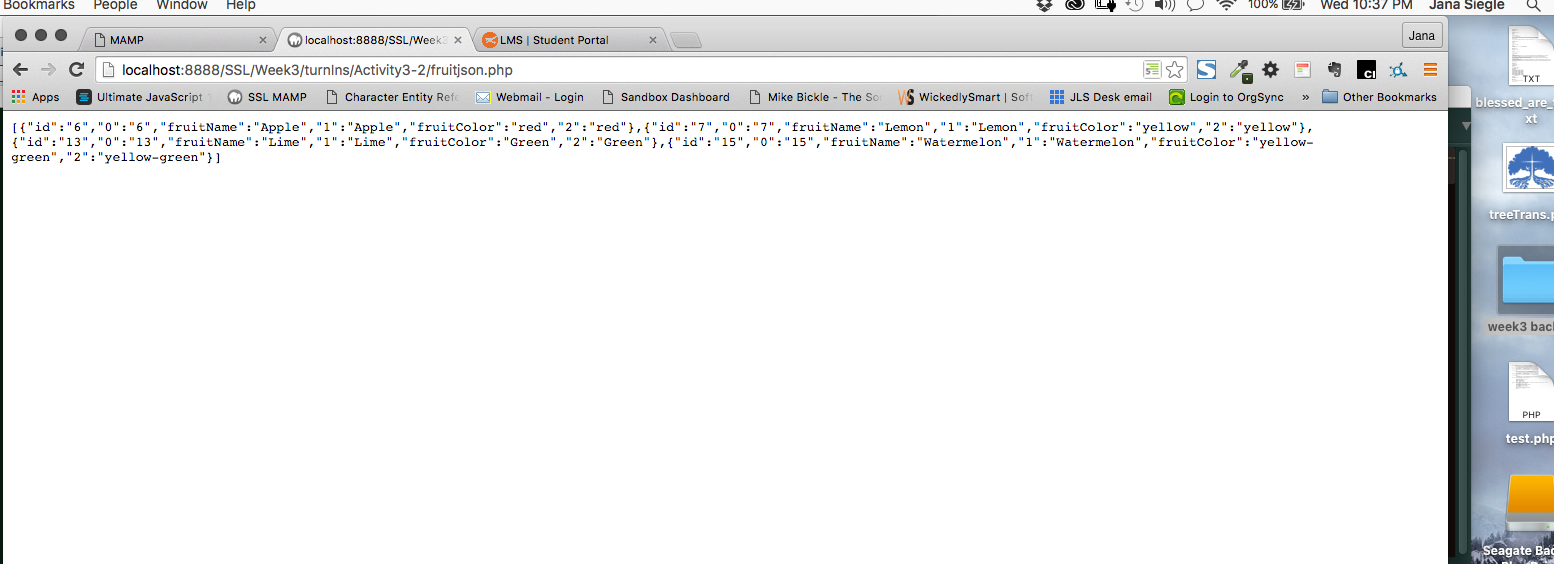 Bookmarks People Window Help 100% Wed 10:37 PM Jana Siegle
MAMP localhost:8888/SSL/Week3 LMS | Student Portal Jana
localhost:8888/SSL/Week3/turnIns/Activity3-2/fruitjson.php
Apps Ultimate JavaScript SSL MAMP Character Entity Refe Webmail - Login Sandbox Dashboard Mike Bickle - The So WickedlySmart | Soft JLS Desk email Login to OrgSync » Other Bookmarks
[{"id":"6","0":"6","fruitName":"Apple","1":"Apple","fruitColor":"red","2":"red"},{"id":"7","0":"7","fruitName":"Lemon","1":"Lemon","fruitColor":"yellow","2":"yellow"},
{"id":"13","0":"13","fruitName":"Lime","1":"Lime","fruitColor":"Green","2":"Green"},{"id":"15","0":"15","fruitName":"Watermelon","1":"Watermelon","fruitColor":"yellow-
green","2":"yellow-green"}]
TXT
blessed_are_
xt
treeTrans.p
week3 bac
PHP
test.php
Seagate Bac